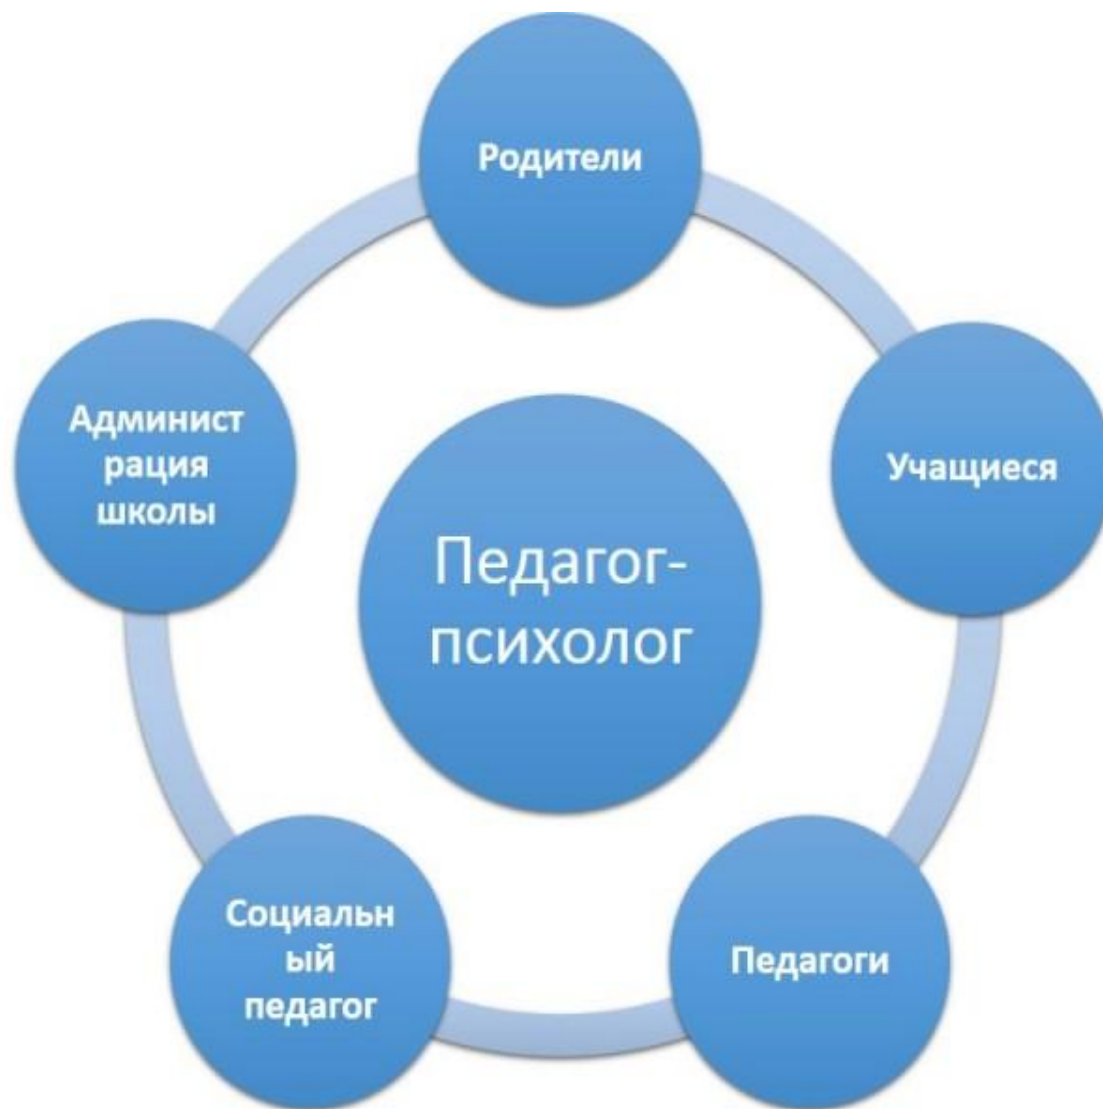 Родители
Админист
рация
школы
Учащиеся
Педагог-
психолог
Социальн
ый
педагог
Педагоги